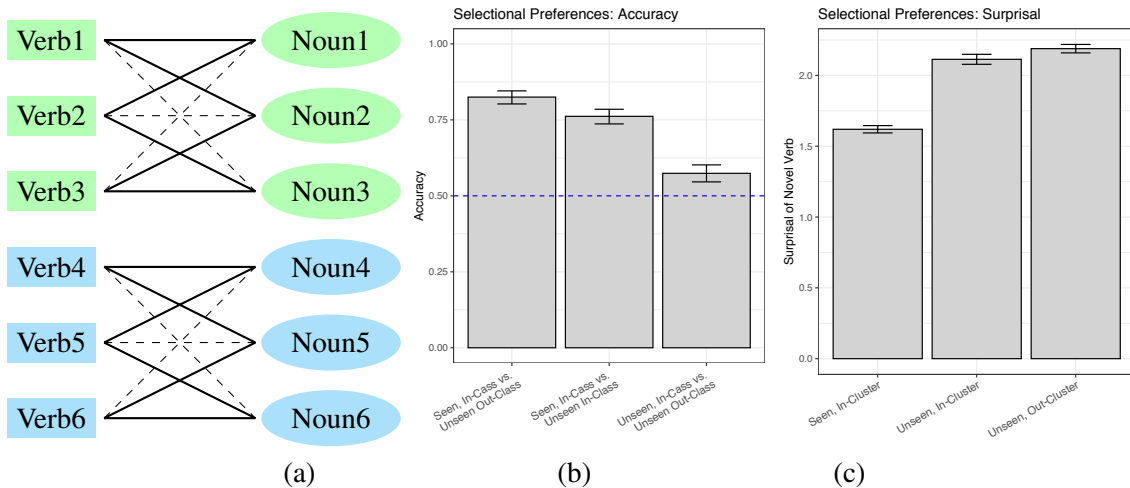 Verb1
Noun1
Verb2
Noun2
Verb3
Noun3
Verb4
Noun4
Verb5
Noun5
Verb6
Noun6
(a)
Selectional Preferences: Accuracy
Accuracy
1.00
0.75
0.50
0.25
0.00
Seen, In-Cass vs.
Unseen Out-Class
Seen, In-Cass vs.
Unseen In-Class
Unseen, In-Cass vs.
Unseen Out-Class
(b)
Selectional Preferences: Surprisal
Surprisal of Novel Verb
2.0
1.5
1.0
0.5
0.0
Seen, In-Cluster
Unseen, In-Cluster
Unseen, Out-Cluster
(c)